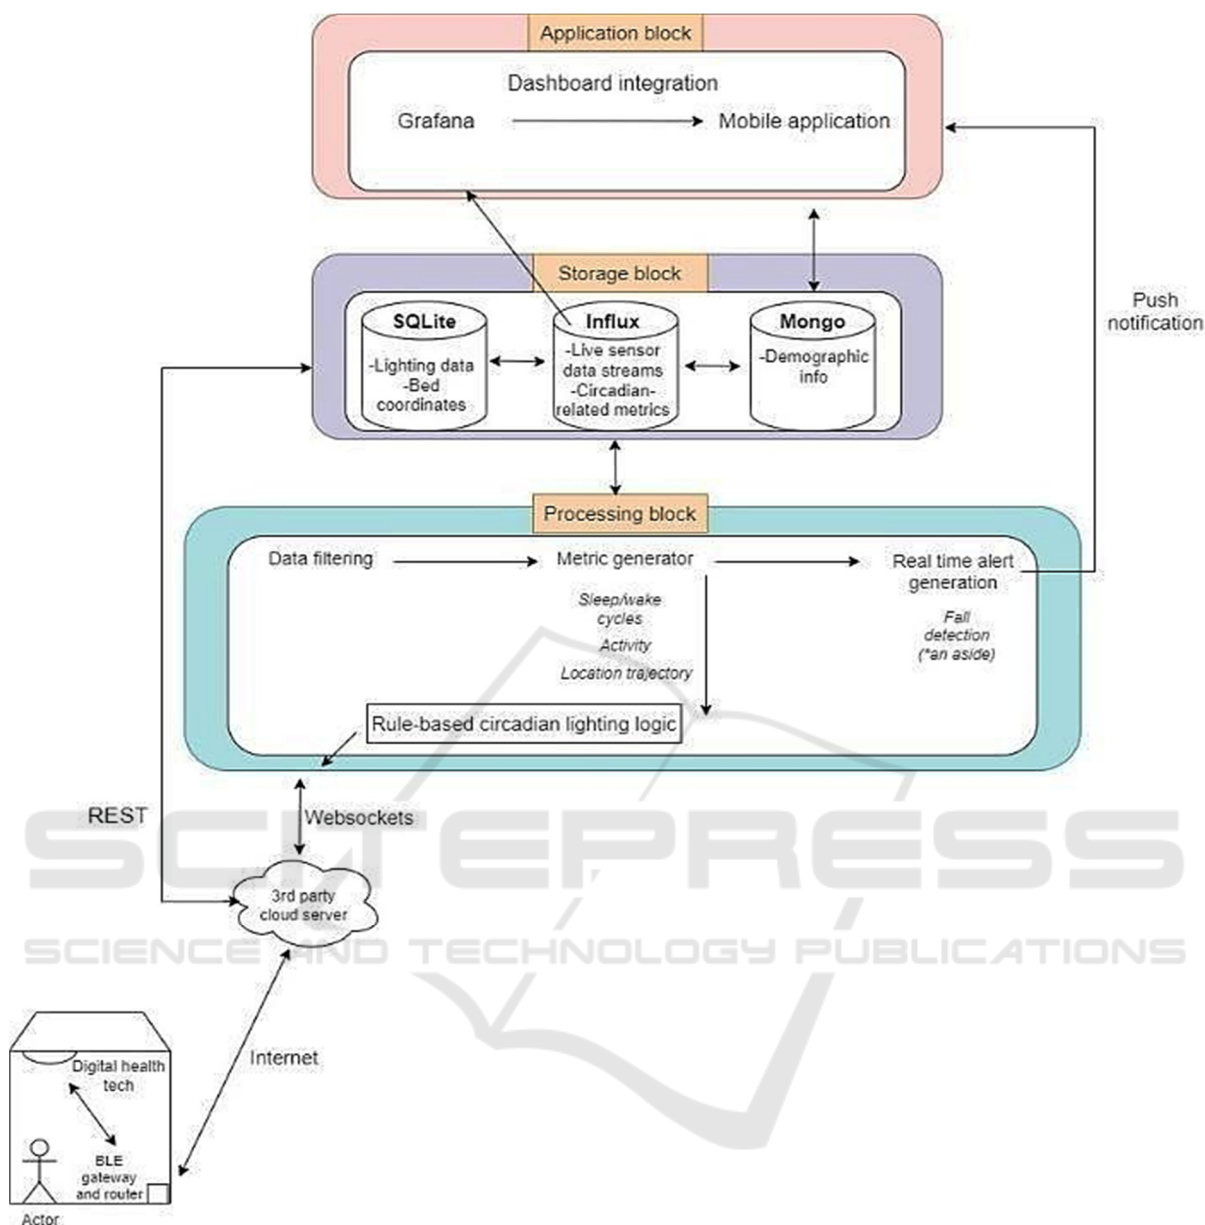 Application block
Dashboard integration
Grafana
Mobile application
Push
notification
Storage block
SQLite
-Lighting data
-Bed
coordinates
Influx
-Live sensor
data streams
-Circadian-
related metrics
Mongo
-Demographic
info
Processing block
Data filtering
Metric generator
Sleep/wake
cycles
Activity
Location trajectory
Real time alert
generation
Fall
detection
(*an aside)
Rule-based circadian lighting logic
REST
Websockets
3rd party
cloud server
SCITEPRESS
SCIENCE AND TECHNOLOGY PUBLICATIONS
Internet
Digital health
tech
BLE
gateway
and router
Actor